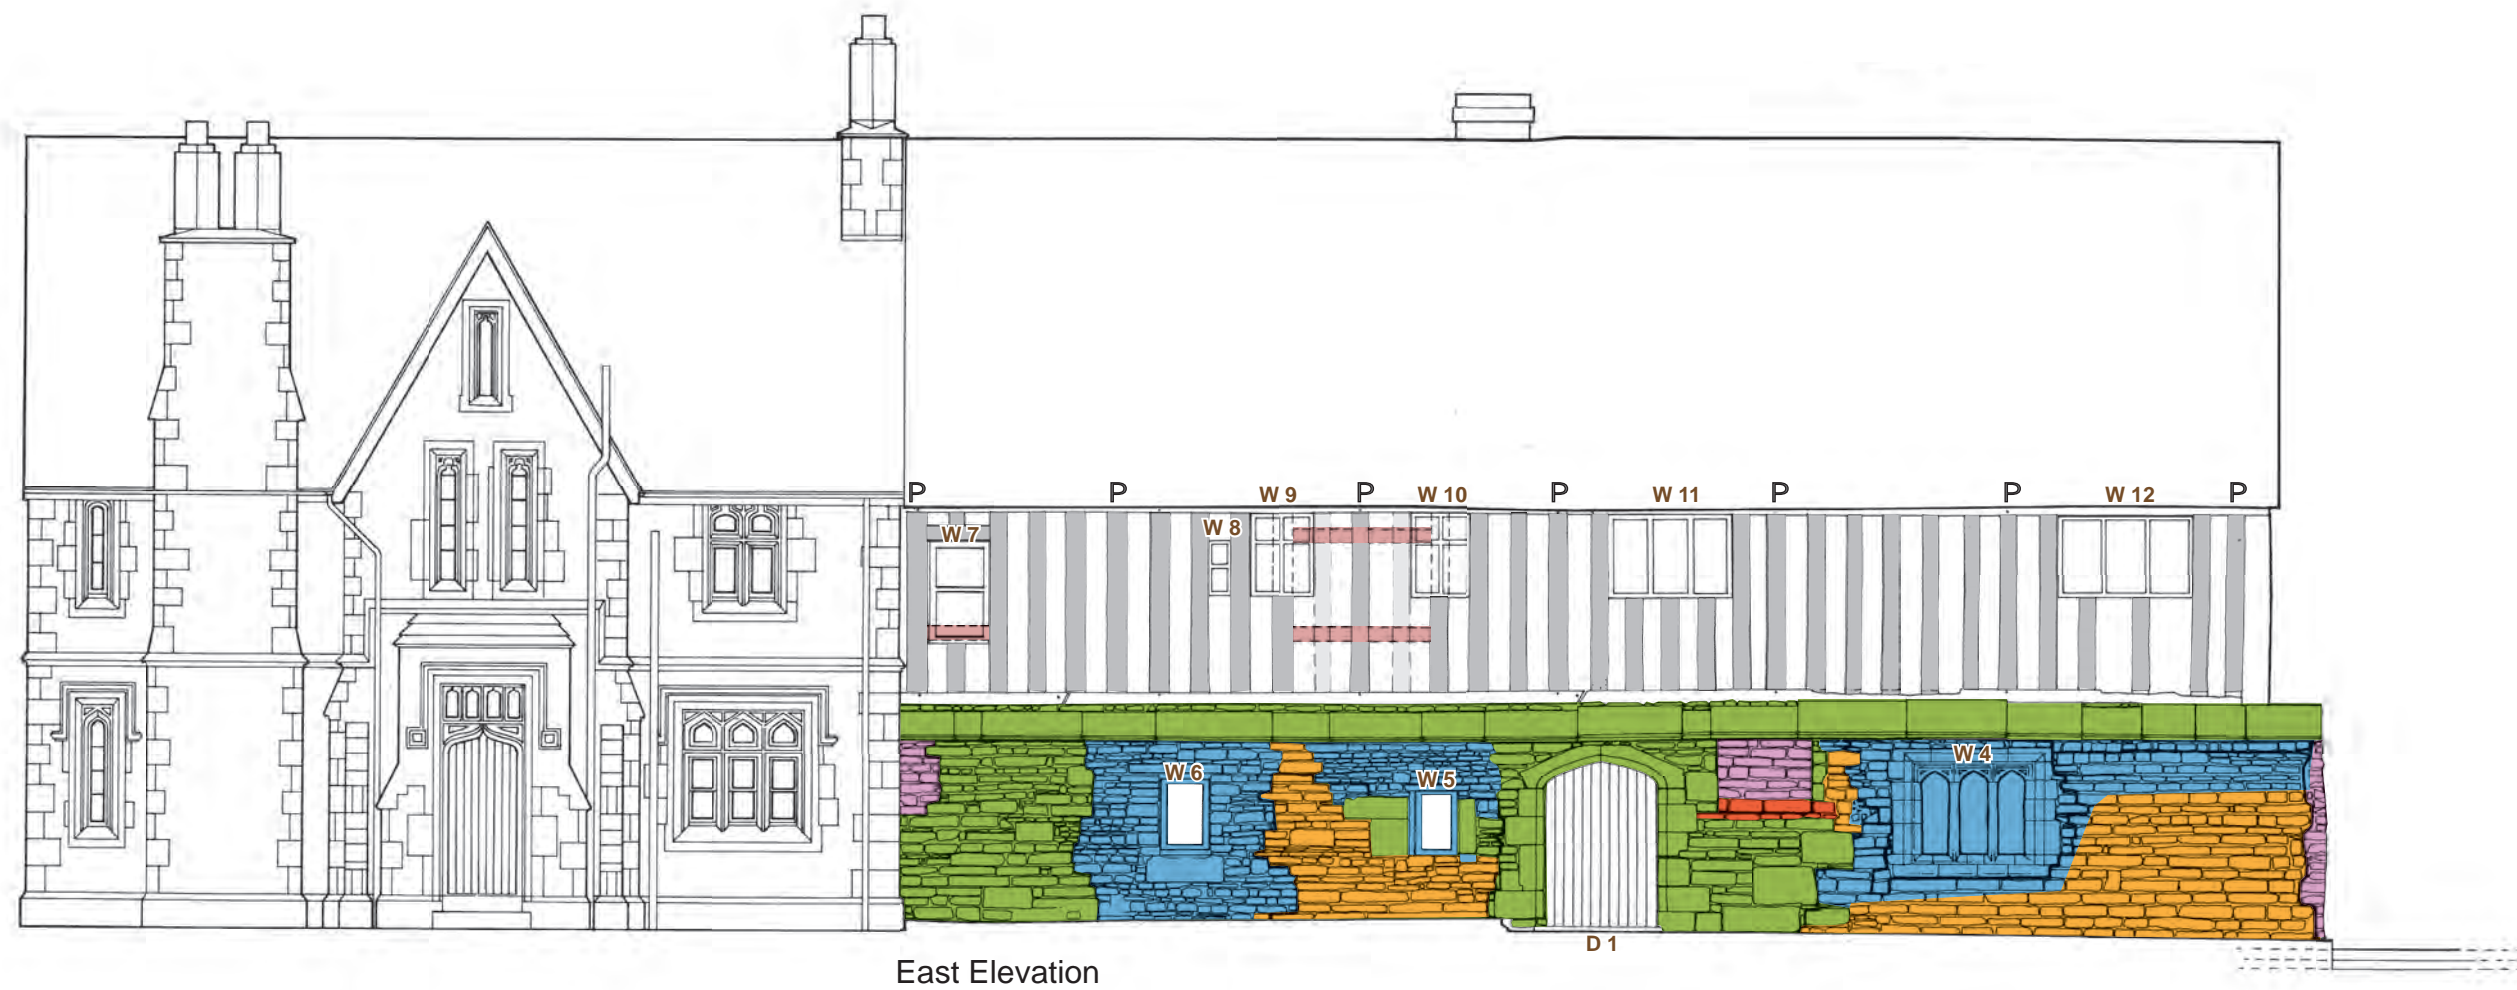 P P W 9 P W 10 P W 11 P P W 12 P
W 7 W 8
W 6 W 5 W 4
D 1
East Elevation